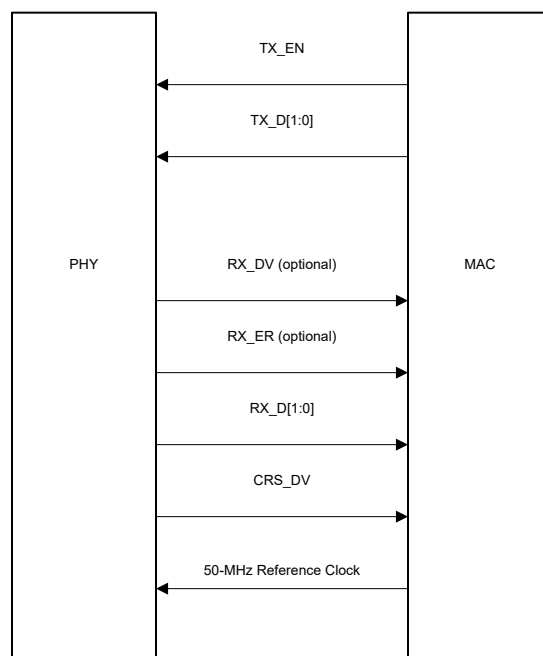 TX_EN
TX_D[1:0]
PHY
RX_DV (optional)
MAC
RX_ER (optional)
RX_D[1:0]
CRS_DV
50-MHz Reference Clock